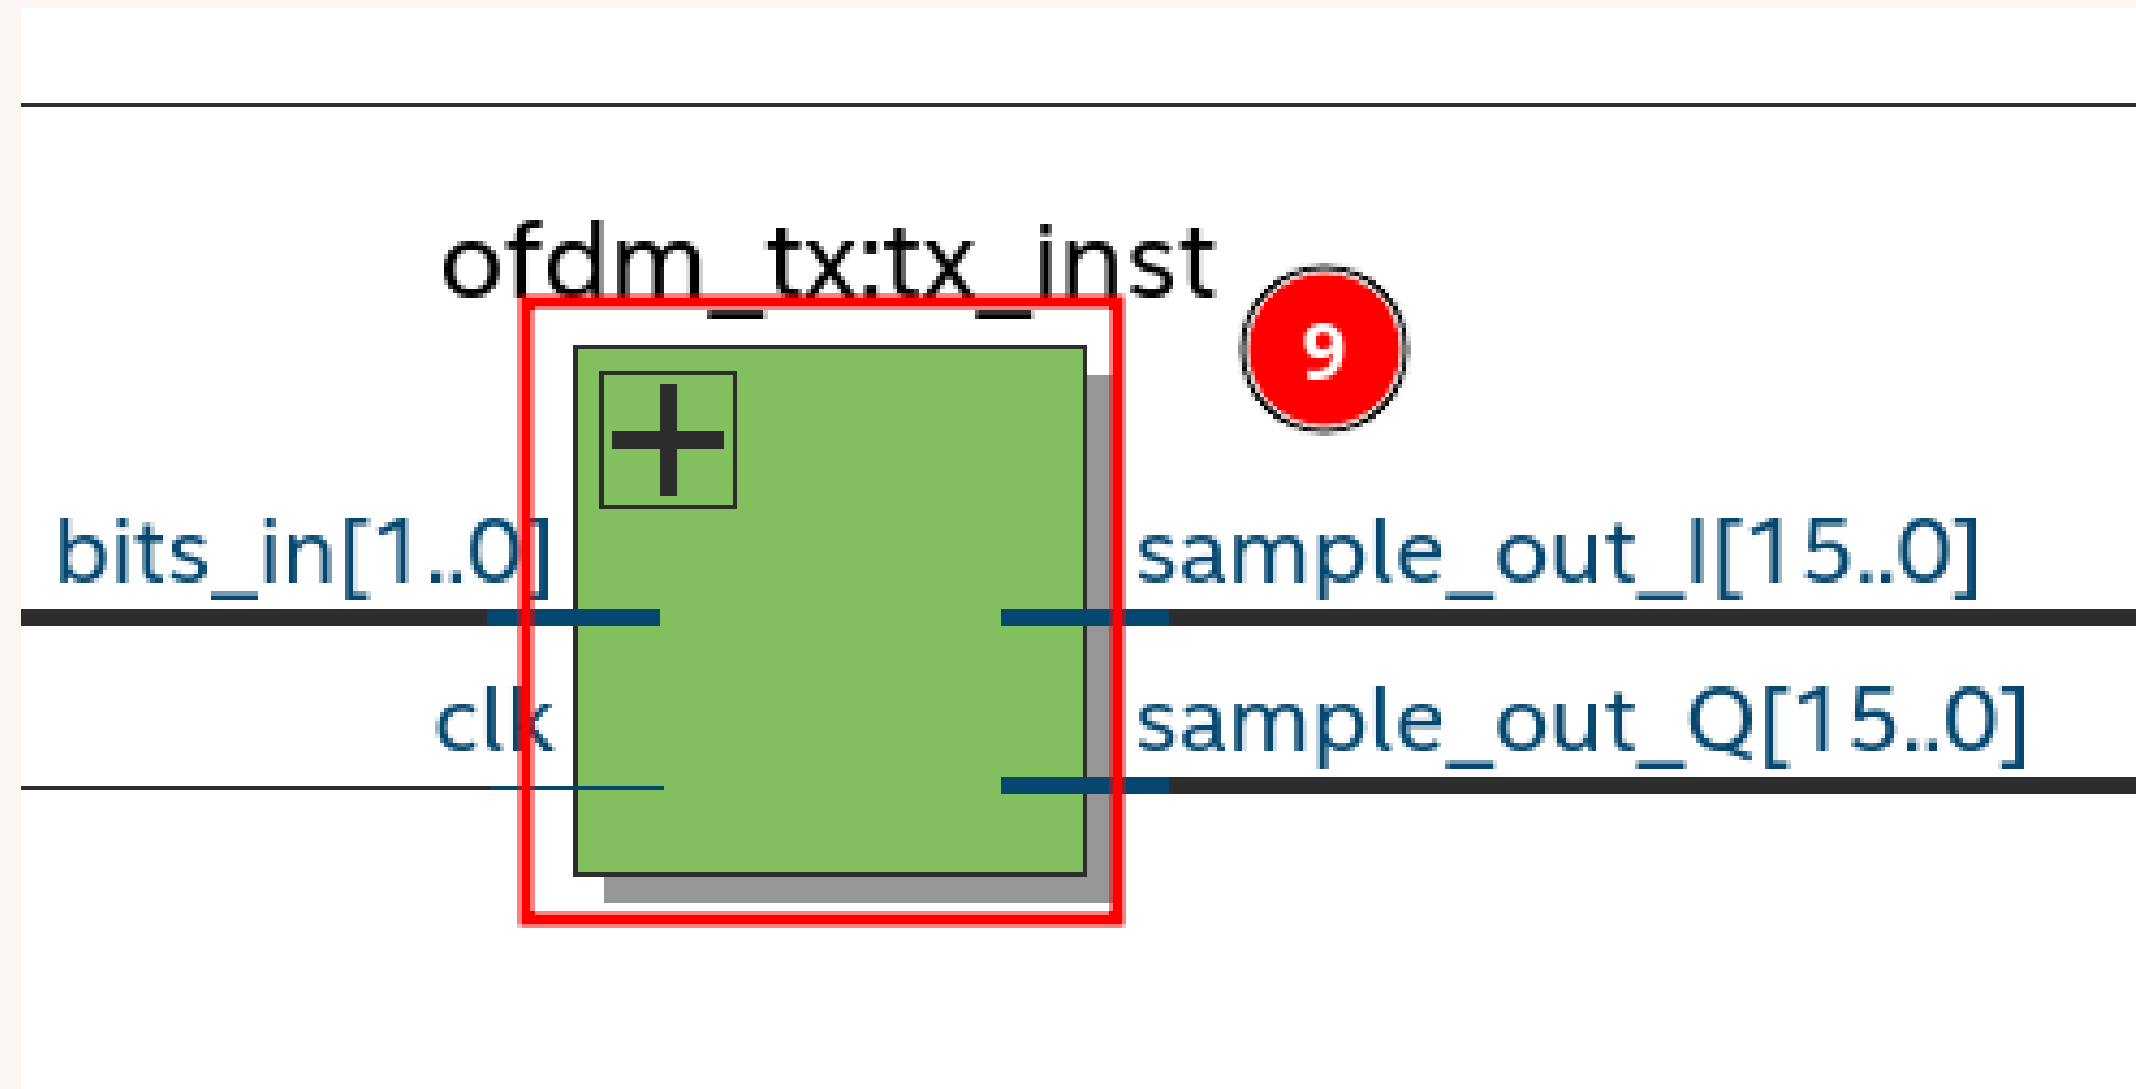 ofdm_tx:tx_inst
9
bits_in[1..0]
sample_out_I[15..0]
clk
sample_out_Q[15..0]